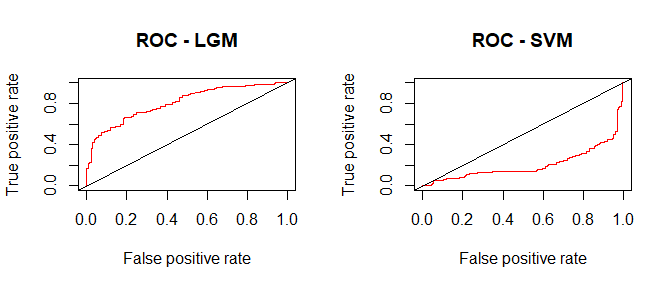 ROC - LGM
True positive rate
0.0 0.4 0.8
0.0 0.2 0.4 0.6 0.8 1.0
False positive rate
ROC - SVM
True positive rate
0.0 0.4 0.8
0.0 0.2 0.4 0.6 0.8 1.0
False positive rate